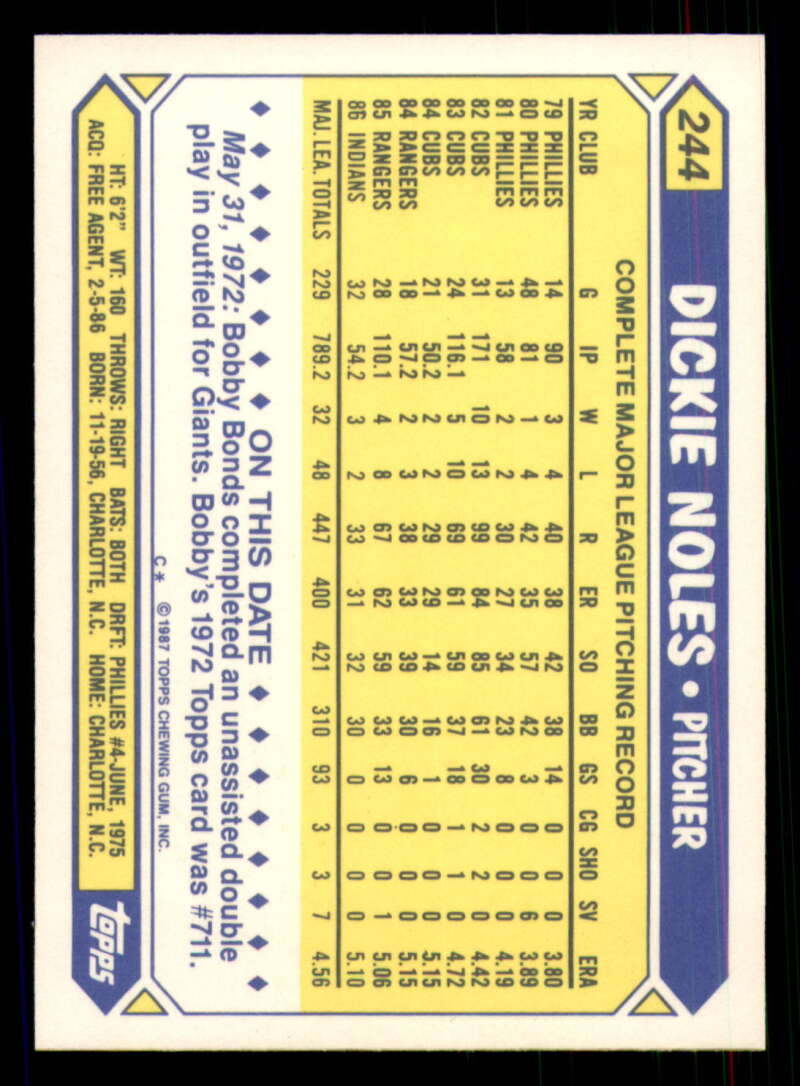 244 DICKIE NOLES • PITCHER
COMPLETE MAJOR LEAGUE PITCHING RECORD
YR CLUB G IP W L R ER SO BB GS CG SHO SV ERA
79 PHILLIES 14 90 3 4 40 38 42 38 14 0 0 0 3.80
80 PHILLIES 48 81 1 4 42 35 57 42 3 0 0 6 3.89
81 PHILLIES 13 58 2 2 30 27 34 23 8 0 0 0 4.19
82 CUBS 31 171 10 13 99 84 85 61 30 2 2 0 4.42
83 CUBS 24 116.1 5 10 69 61 59 37 18 1 1 0 4.72
84 CUBS 21 50.2 2 2 29 29 14 16 1 0 0 0 5.15
84 RANGERS 18 57.2 2 3 38 33 39 30 6 0 0 0 5.15
85 RANGERS 28 110.1 4 8 67 62 59 33 13 0 0 1 5.06
86 INDIANS 32 54.2 3 2 33 31 32 30 0 0 0 0 5.10
MAJ. LEA. TOTALS 229 789.2 32 48 447 400 421 310 93 3 3 7 4.56
ON THIS DATE
May 31, 1972: Bobby Bonds completed an unassisted double
play in outfield for Giants. Bobby's 1972 Topps card was #711.
C* ©1987 TOPPS CHEWING GUM, INC.
HT: 6'2" WT: 160 THROWS: RIGHT BATS: BOTH DRFT: PHILLIES #4-JUNE, 1975
ACQ: FREE AGENT, 2-5-86 BORN: 11-19-56, CHARLOTTE, N.C. HOME: CHARLOTTE, N.C.
topps